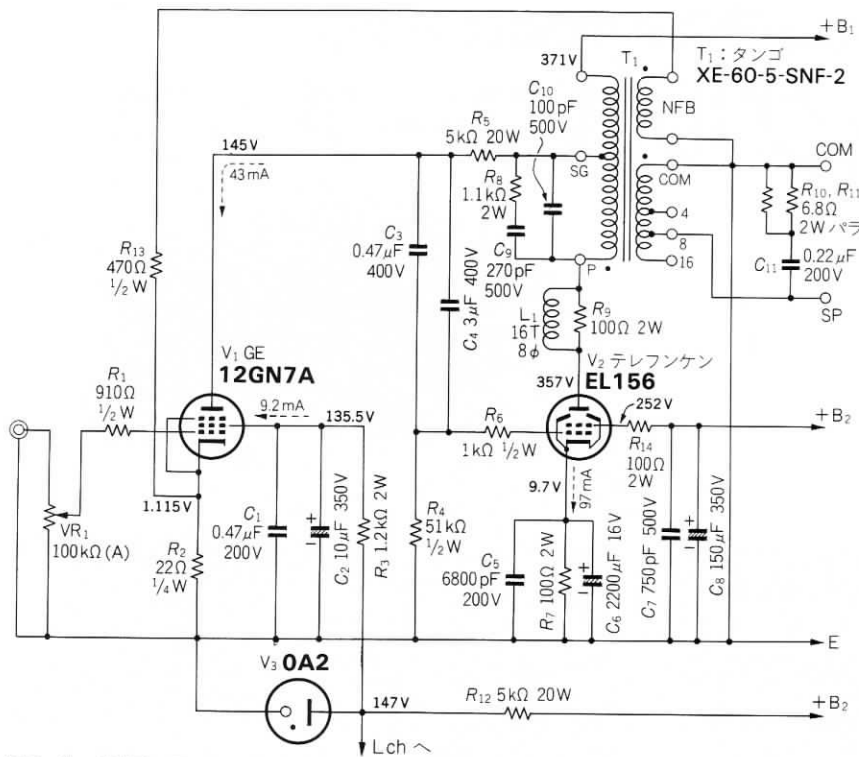 +B₁
371V
T₁
T₁：タンゴ
XE-60-5-SNF-2
C₁₀
100pF
500V
NFB
R₅
5kΩ 20W
145V
43mA
SG
COM
COM
R₈
1.1kΩ
2W
R₁₀, R₁₁
6.8Ω
2Wパラ
4
8
16
R₁₃
470Ω
½W
C₃
0.47μF
400V
C₉
270pF
500V
P
C₁₁
0.22μF
200V
SP
C₄ 3μF 400V
L₁
16T
8φ
R₉
100Ω 2W
V₁ GE
12GN7A
V₂ テレフンケン
EL156
357V
R₁
910Ω
½W
9.2mA
135.5V
R₆
1kΩ ½W
252V
+B₂
R₁₄
100Ω
2W
9.7V
97mA
1.115V
VR₁
100kΩ(A)
R₂
22Ω
¼W
C₁
0.47μF
200V
C₂ 10μF 350V
R₃ 1.2kΩ 2W
R₄
51kΩ
½W
C₅
6800pF
200V
R₇ 100Ω 2W
C₆ 2200μF 16V
C₇ 750pF 500V
C₈ 150μF 350V
E
V₃ 0A2
147V
R₁₂ 5kΩ 20W
+B₂
Lchへ